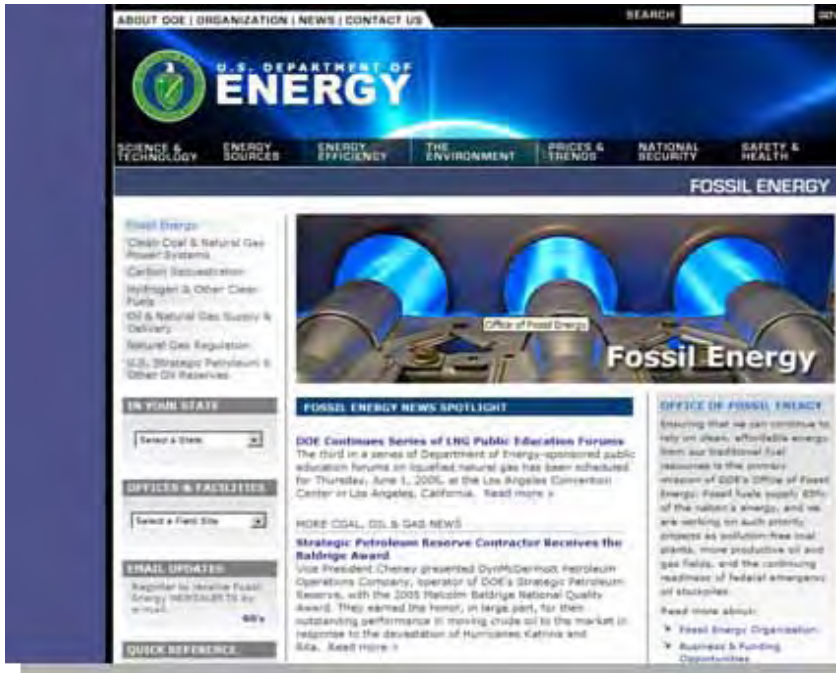 ABOUT DOE | ORGANIZATION | NEWS | CONTACT US
SEARCH
U.S. DEPARTMENT OF
ENERGY
SCIENCE & TECHNOLOGY
ENERGY SOURCES
ENERGY EFFICIENCY
THE ENVIRONMENT
PRICES & TRENDS
NATIONAL SECURITY
SAFETY & HEALTH
FOSSIL ENERGY
Fossil Energy
Clean Coal & Natural Gas
Power Systems
Carbon Sequestration
Hydrogen & Other Clean
Fuels
Oil & Natural Gas Supply &
Delivery
Natural Gas Regulation
U.S. Strategic Petroleum &
Other Oil Reserves
IN YOUR STATE
Select a State
OFFICES & FACILITIES
Select a Field Site
EMAIL UPDATES
Register to receive Fossil
Energy NEWSALERTS by
e-mail.
QUICK REFERENCE
Office of Fossil Energy
Fossil Energy
FOSSIL ENERGY NEWS SPOTLIGHT
DOE Continues Series of LNG Public Education Forums
The third in a series of Department of Energy-sponsored public
education forums on liquefied natural gas has been scheduled
for Thursday, June 1, 2006, at the Los Angeles Convention
Center in Los Angeles, California. Read more »
MORE COAL, OIL & GAS NEWS
Strategic Petroleum Reserve Contractor Receives the
Baldrige Award
Vice President Cheney presented DynMcDermott Petroleum
Operations Company, operator of DOE's Strategic Petroleum
Reserve, with the 2005 Malcolm Baldrige National Quality
Award. They earned the honor, in large part, for their
outstanding performance in moving crude oil to the market in
response to the devastation of Hurricanes Katrina and
Rita. Read more »
OFFICE OF FOSSIL ENERGY
Ensuring that we can continue to
rely on clean, affordable energy
from our traditional fuel
resources is the primary
mission of DOE's Office of Fossil
Energy. Fossil fuels supply 85%
of the nation's energy, and we
are working on such priority
projects as pollution-free coal
plants, more productive oil and
gas fields, and the continuing
readiness of federal emergency
oil stockpiles.
Read more about:
Fossil Energy Organization
Business & Funding
Opportunities